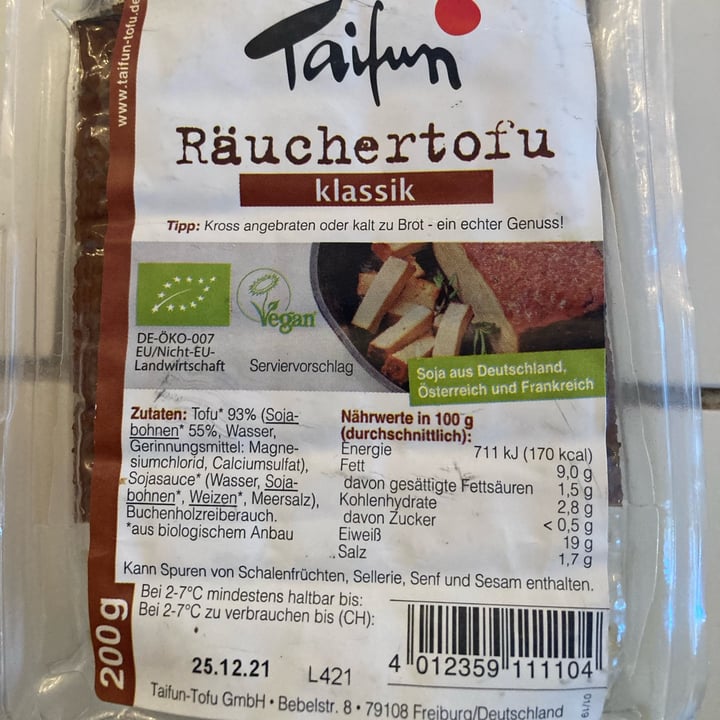 www.taifun-tofu.de
Taifun
Räuchertofu
klassik
Tipp: Kross angebraten oder kalt zu Brot - ein echter Genuss!
DE-ÖKO-007
EU/Nicht-EU-
Landwirtschaft
Vegan
Serviervorschlag
Soja aus Deutschland,
Österreich und Frankreich
Zutaten: Tofu* 93% (Soja-
bohnen* 55%, Wasser,
Gerinnungsmittel: Magne-
siumchlorid, Calciumsulfat),
Sojasauce* (Wasser, Soja-
bohnen*, Weizen*, Meersalz),
Buchenholzreiberauch.
*aus biologischem Anbau
Nährwerte in 100 g
(durchschnittlich):
Energie 711 kJ (170 kcal)
Fett 9,0 g
davon gesättigte Fettsäuren 1,5 g
Kohlenhydrate 2,8 g
davon Zucker < 0,5 g
Eiweiß 19 g
Salz 1,7 g
Kann Spuren von Schalenfrüchten, Sellerie, Senf und Sesam enthalten.
200g
Bei 2-7°C mindestens haltbar bis:
Bei 2-7°C zu verbrauchen bis (CH):
25.12.21 L421
4 012359 111104
Taifun-Tofu GmbH • Bebelstr. 8 • 79108 Freiburg/Deutschland
01/19